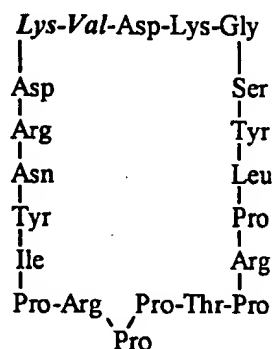 Lys-Val-Asp-Lys-Gly
Asp Ser
Arg Tyr
Asn Leu
Tyr Pro
Ile Arg
Pro-Arg Pro-Thr-Pro
Pro